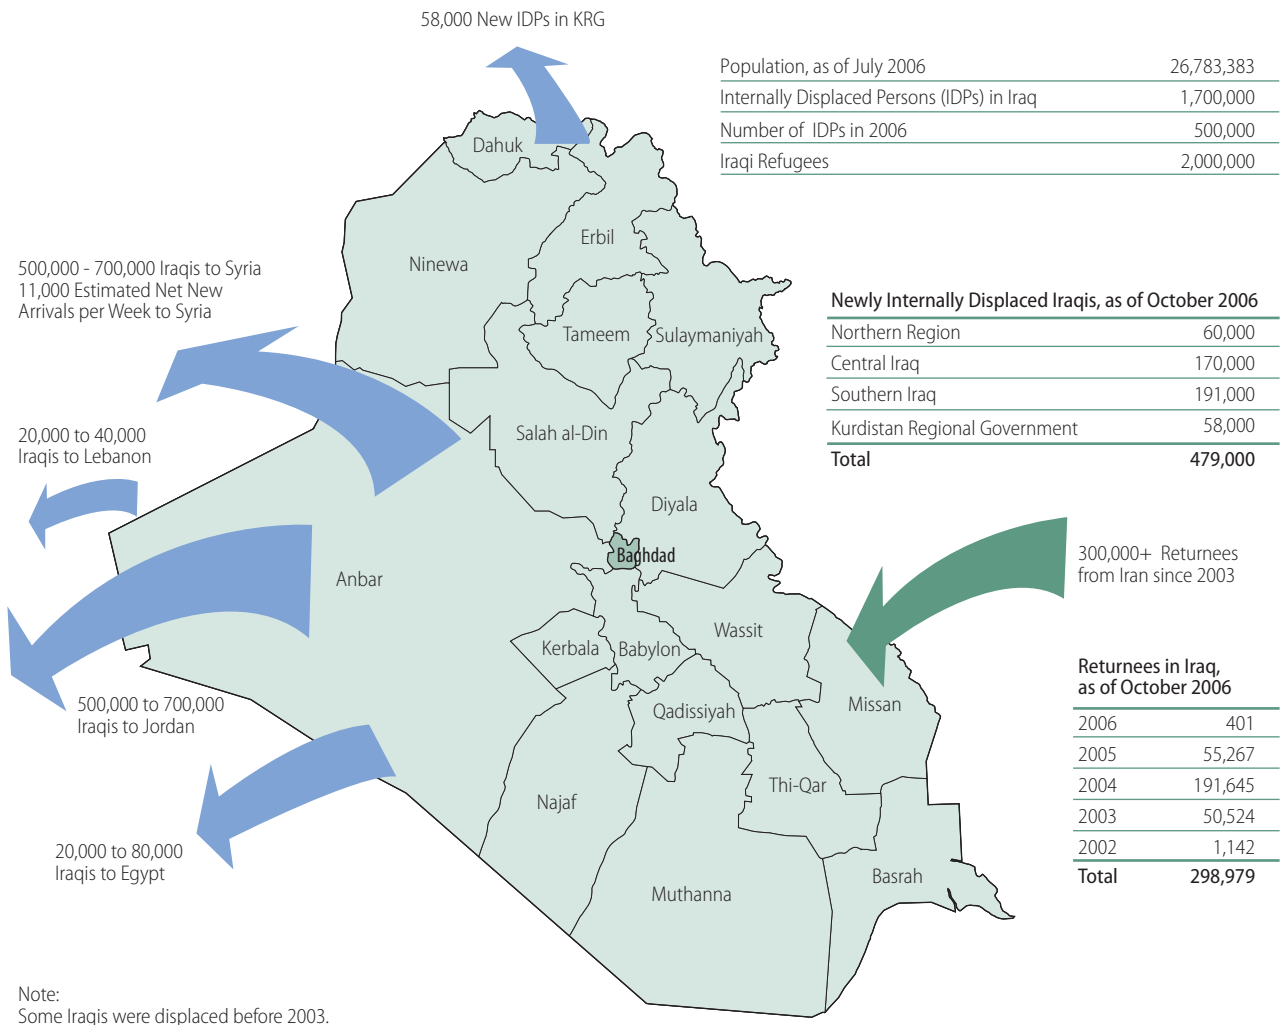 58,000 New IDPs in KRG
Population, as of July 2006 26,783,383
Internally Displaced Persons (IDPs) in Iraq 1,700,000
Number of IDPs in 2006 500,000
Iraqi Refugees 2,000,000
Dahuk
Erbil
Ninewa
Tameem
Sulaymaniyah
Salah al-Din
Diyala
Baghdad
Anbar
Wassit
Kerbala
Babylon
Qadissiyah
Missan
Thi-Qar
Najaf
Muthanna
Basrah
500,000 - 700,000 Iraqis to Syria
11,000 Estimated Net New
Arrivals per Week to Syria
20,000 to 40,000
Iraqis to Lebanon
500,000 to 700,000
Iraqis to Jordan
20,000 to 80,000
Iraqis to Egypt
Newly Internally Displaced Iraqis, as of October 2006
Northern Region 60,000
Central Iraq 170,000
Southern Iraq 191,000
Kurdistan Regional Government 58,000
Total 479,000
300,000+ Returnees
from Iran since 2003
Returnees in Iraq,
as of October 2006
2006 401
2005 55,267
2004 191,645
2003 50,524
2002 1,142
Total 298,979
Note:
Some Iraqis were displaced before 2003.